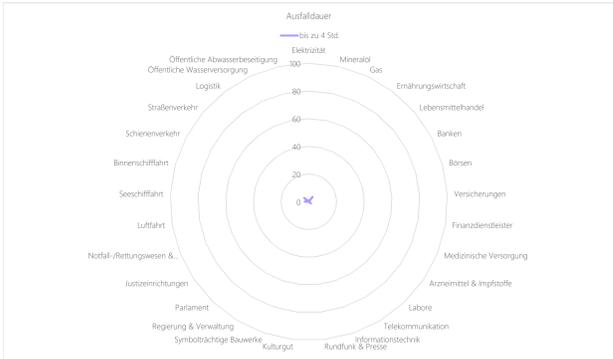 Ausfalldauer
bis zu 4 Std.
Elektrizität
Mineralöl
Gas
Ernährungswirtschaft
Lebensmittelhandel
Banken
Börsen
Versicherungen
Finanzdienstleister
Medizinische Versorgung
Arzneimittel & Impfstoffe
Labore
Telekommunikation
Informationstechnik
Rundfunk & Presse
Kulturgut
Symbolträchtige Bauwerke
Regierung & Verwaltung
Parlament
Justizeinrichtungen
Notfall-/Rettungswesen &...
Luftfahrt
Seeschifffahrt
Binnenschifffahrt
Schienenverkehr
Straßenverkehr
Logistik
Öffentliche Wasserversorgung
Öffentliche Abwasserbeseitigung
100
80
60
40
20
0